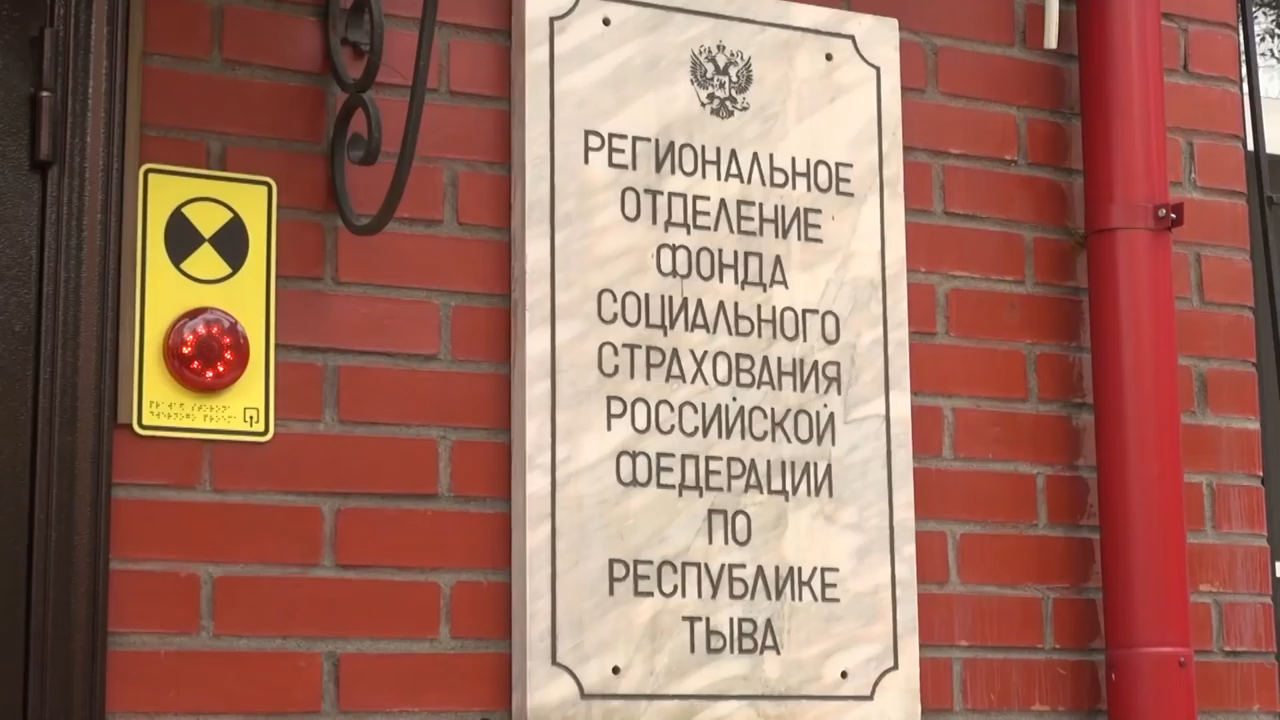 РЕГИОНАЛЬНОЕ
ОТДЕЛЕНИЕ
ФОНДА
СОЦИАЛЬНОГО
СТРАХОВАНИЯ
РОССИЙСКОЙ
ФЕДЕРАЦИИ
ПО
РЕСПУБЛИКЕ
ТЫВА